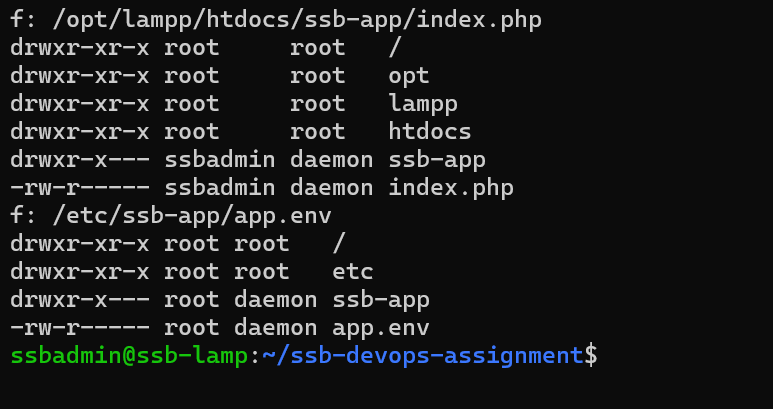 f: /opt/lampp/htdocs/ssb-app/index.php
drwxr-xr-x root     root   /
drwxr-xr-x root     root   opt
drwxr-xr-x root     root   lampp
drwxr-xr-x root     root   htdocs
drwxr-x--- ssbadmin daemon ssb-app
-rw-r----- ssbadmin daemon index.php
f: /etc/ssb-app/app.env
drwxr-xr-x root root   /
drwxr-xr-x root root   etc
drwxr-x--- root daemon ssb-app
-rw-r----- root daemon app.env
ssbadmin@ssb-lamp:~/ssb-devops-assignment$